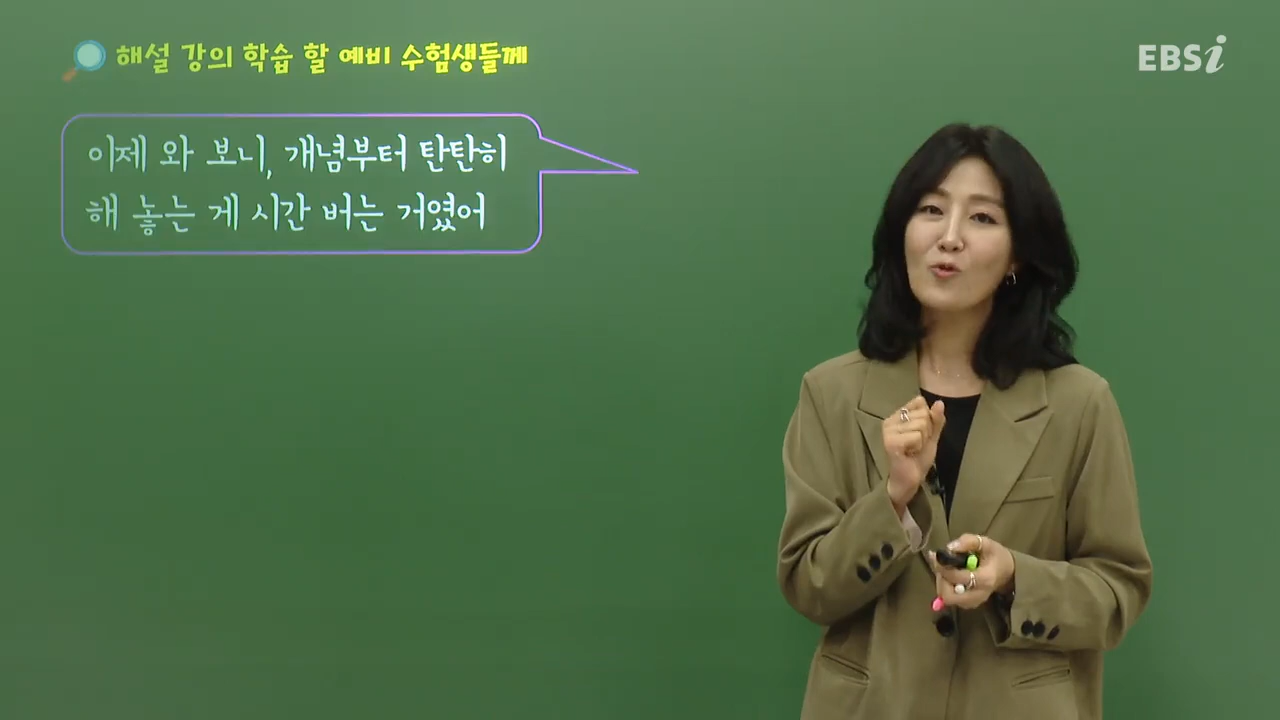 해설 강의 학습 할 예비 수험생들께
EBSi
이제 와 보니, 개념부터 탄탄히
해 놓는 게 시간 버는 거였어